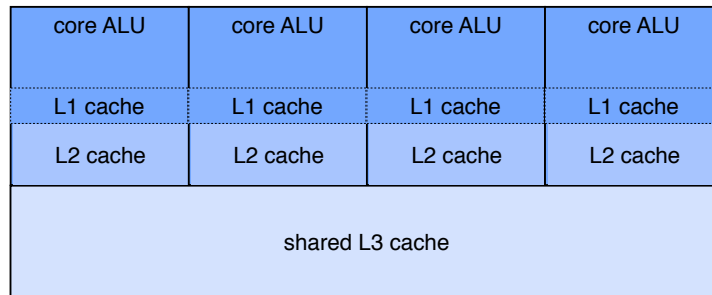 core ALU core ALU core ALU core ALU
L1 cache L1 cache L1 cache L1 cache
L2 cache L2 cache L2 cache L2 cache
shared L3 cache